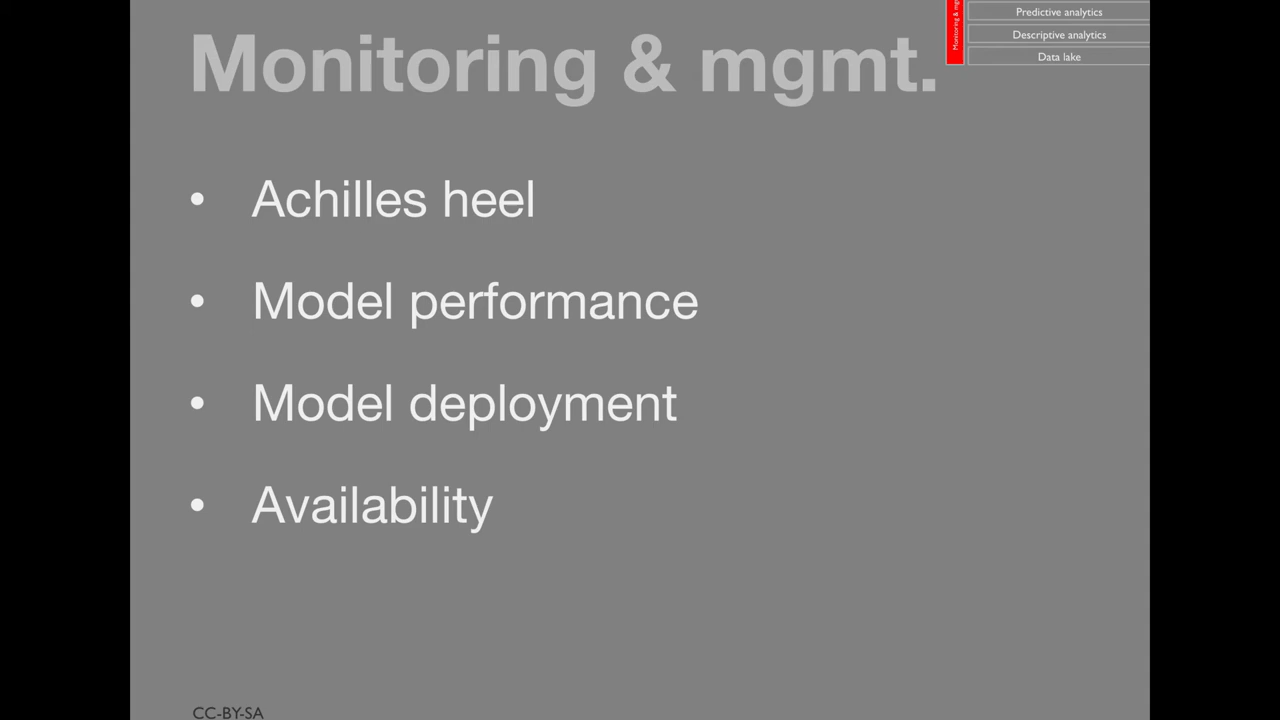 Monitoring & mgmt.
Monitoring & mgm
Predictive analytics
Descriptive analytics
Data lake
• Achilles heel
• Model performance
• Model deployment
• Availability
CC-BY-SA